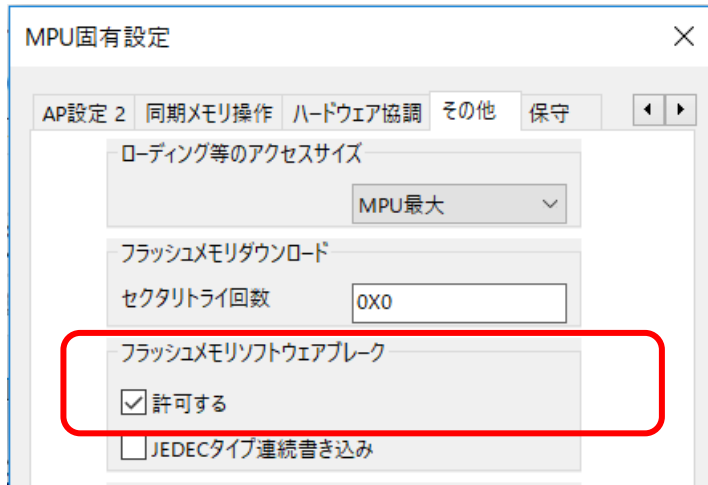 MPU固有設定
AP設定 2 同期メモリ操作 ハードウェア協調 その他 保守
ローディング等のアクセスサイズ
MPU最大
フラッシュメモリダウンロード
セクタリトライ回数 0X0
フラッシュメモリソフトウェアブレーク
許可する
JEDECタイプ連続書き込み